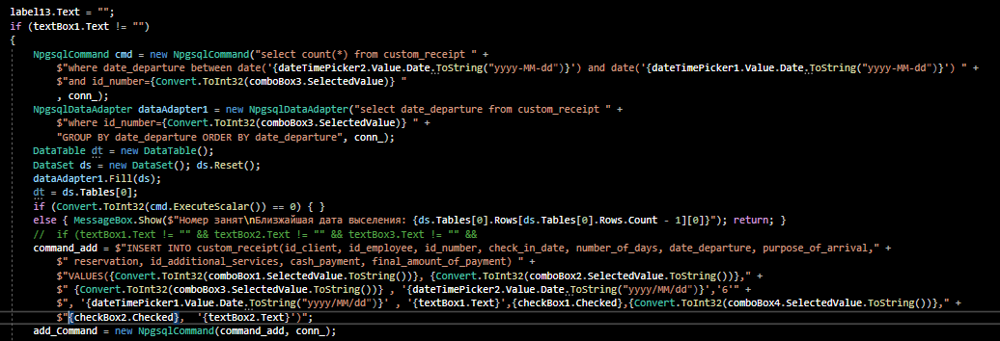 label13.Text = "";
if (textBox1.Text != "")
{
NpgsqlCommand cmd = new NpgsqlCommand("select count(*) from custom_receipt " +
$"where date_departure between date('{dateTimePicker2.Value.Date.ToString("yyyy-MM-dd")}') and date('{dateTimePicker1.Value.Date.ToString("yyyy-MM-dd")}') " +
$"and id_number={Convert.ToInt32(comboBox3.SelectedValue)} "
, conn_);
NpgsqlDataAdapter dataAdapter1 = new NpgsqlDataAdapter("select date_departure from custom_receipt " +
$"where id_number={Convert.ToInt32(comboBox3.SelectedValue)} " +
"GROUP BY date_departure ORDER BY date_departure", conn_);
DataTable dt = new DataTable();
DataSet ds = new DataSet(); ds.Reset();
dataAdapter1.Fill(ds);
dt = ds.Tables[0];
if (Convert.ToInt32(cmd.ExecuteScalar()) == 0) { }
else { MessageBox.Show($"Номер занят\nБлизжайшая дата выселения: {ds.Tables[0].Rows[ds.Tables[0].Rows.Count - 1][0]}"); return; }
//  if (textBox1.Text != "" && textBox2.Text != "" && textBox3.Text != "" &&
command_add = $"INSERT INTO custom_receipt(id_client, id_employee, id_number, check_in_date, number_of_days, date_departure, purpose_of_arrival," +
$" reservation, id_additional_services, cash_payment, final_amount_of_payment) " +
$"VALUES({Convert.ToInt32(comboBox1.SelectedValue.ToString())}, {Convert.ToInt32(comboBox2.SelectedValue.ToString())}," +
$" {Convert.ToInt32(comboBox3.SelectedValue.ToString())} , '{dateTimePicker2.Value.Date.ToString("yyyy/MM/dd")}','6'" +
$", '{dateTimePicker1.Value.Date.ToString("yyyy/MM/dd")}' , '{textBox1.Text}',{checkBox1.Checked},{Convert.ToInt32(comboBox4.SelectedValue.ToString())}," +
$"{checkBox2.Checked},  '{textBox2.Text}')";
add_Command = new NpgsqlCommand(command_add, conn_);